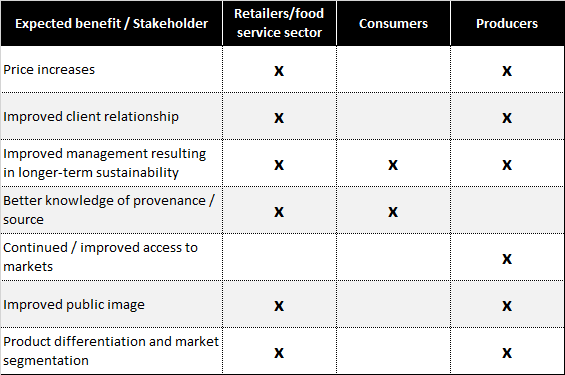 Expected benefit / Stakeholder
Retailers/food
service sector
Consumers
Producers
Price increases
X
X
Improved client relationship
X
X
Improved management resulting
in longer-term sustainability
X
X
X
Better knowledge of provenance /
source
X
X
Continued / improved access to
markets
X
Improved public image
X
X
Product differentiation and market
segmentation
X
X